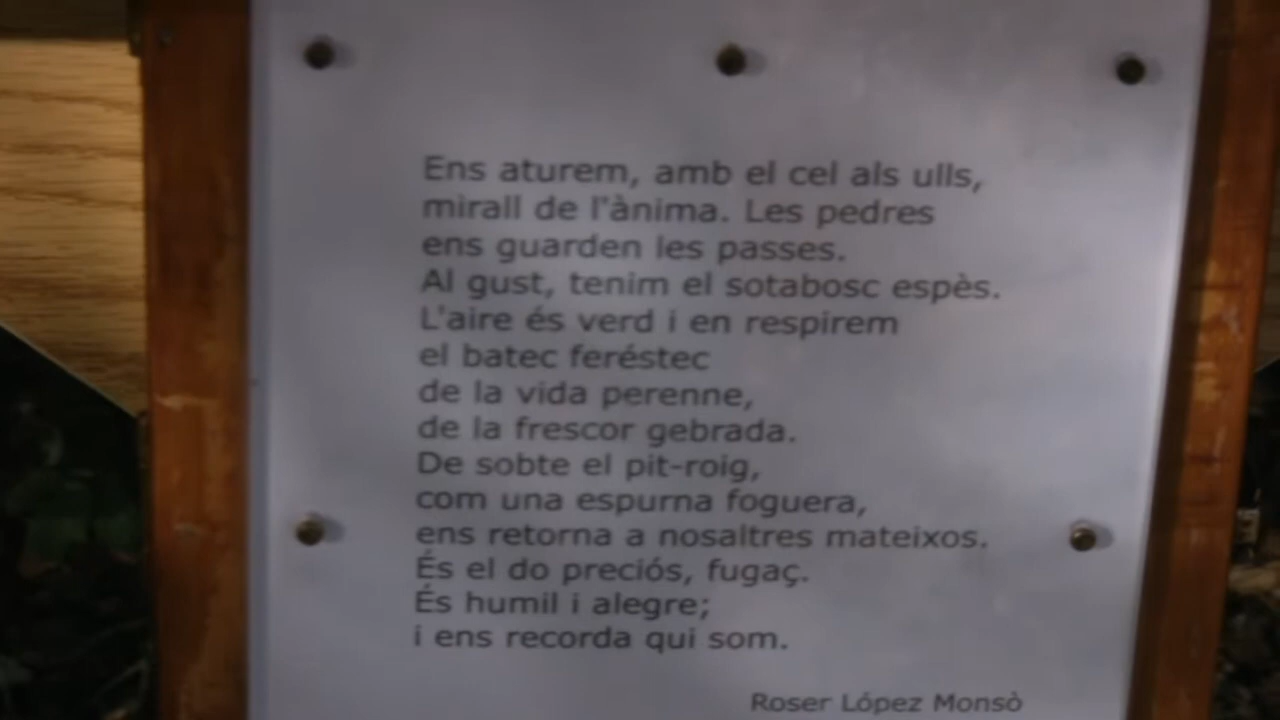 Ens aturem, amb el cel als ulls,
mirall de l'ànima. Les pedres
ens guarden les passes.
Al gust, tenim el sotabosc espès.
L'aire és verd i en respirem
el batec feréstec
de la vida perenne,
de la frescor gebrada.
De sobte el pit-roig,
com una espurna foguera,
ens retorna a nosaltres mateixos.
És el do preciós, fugaç.
És humil i alegre;
i ens recorda qui som.
Roser López Monsò